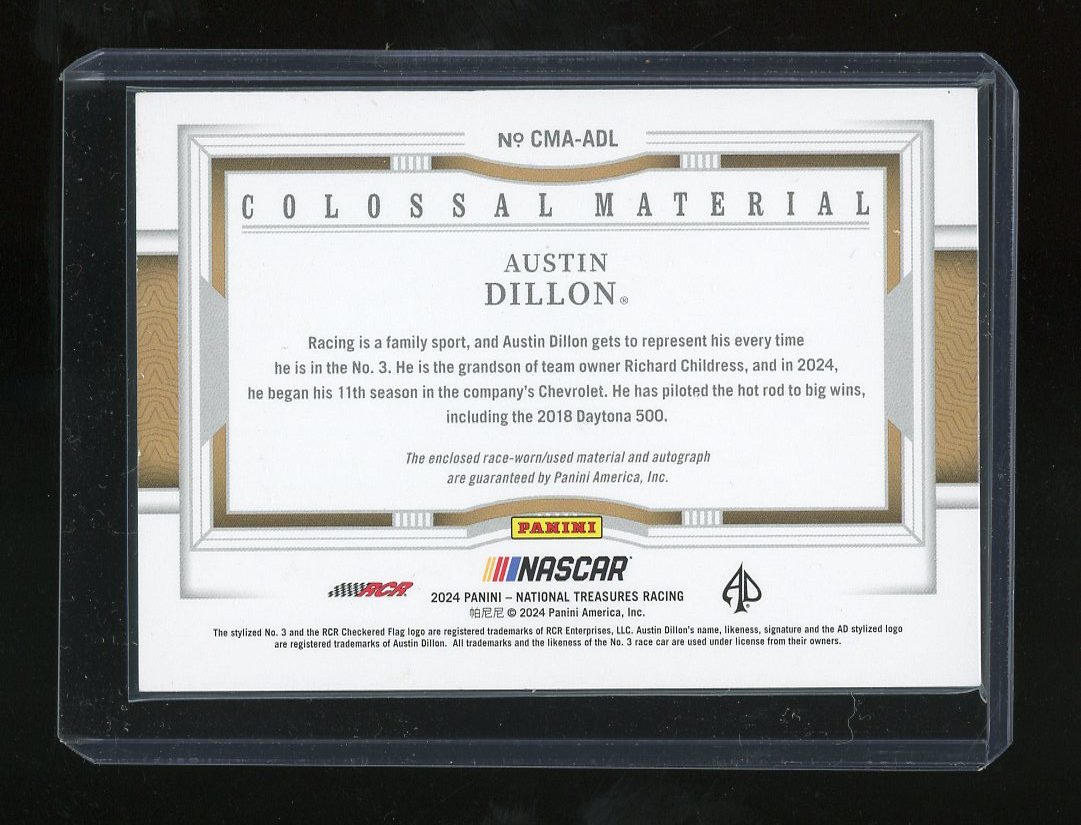 Nº CMA-ADL
COLOSSAL MATERIAL
AUSTIN
DILLON®
Racing is a family sport, and Austin Dillon gets to represent his every time
he is in the No. 3. He is the grandson of team owner Richard Childress, and in 2024,
he began his 11th season in the company's Chevrolet. He has piloted the hot rod to big wins,
including the 2018 Daytona 500.
The enclosed race-worn/used material and autograph
are guaranteed by Panini America, Inc.
PANINI
NASCAR
RCR
AD
2024 PANINI – NATIONAL TREASURES RACING
帕尼尼 © 2024 Panini America, Inc.
The stylized No. 3 and the RCR Checkered Flag logo are registered trademarks of RCR Enterprises, LLC. Austin Dillon's name, likeness, signature and the AD stylized logo
are registered trademarks of Austin Dillon. All trademarks and the likeness of the No. 3 race car are used under license from their owners.